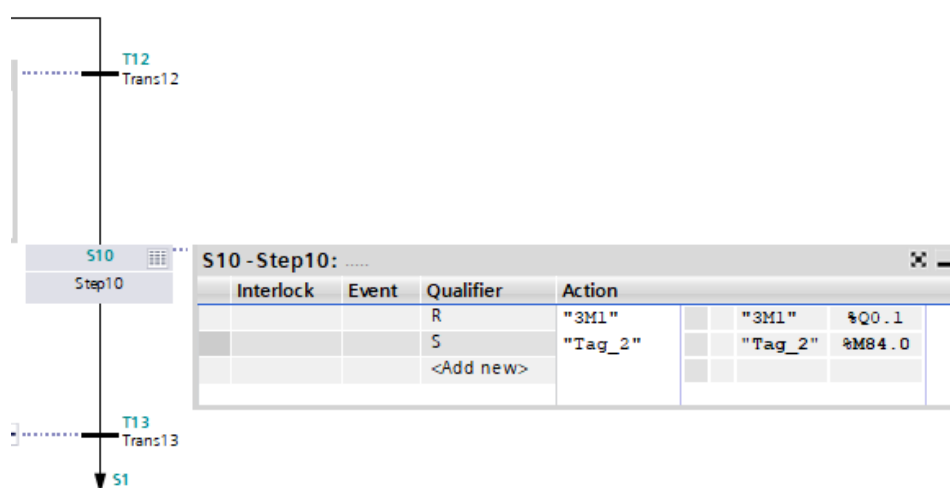 T12
Trans12
S10
Step10
S10 -Step10: .....
Interlock Event Qualifier Action
R "3M1" "3M1" %Q0.1
S "Tag_2" "Tag_2" %M84.0
<Add new>
T13
Trans13
S1